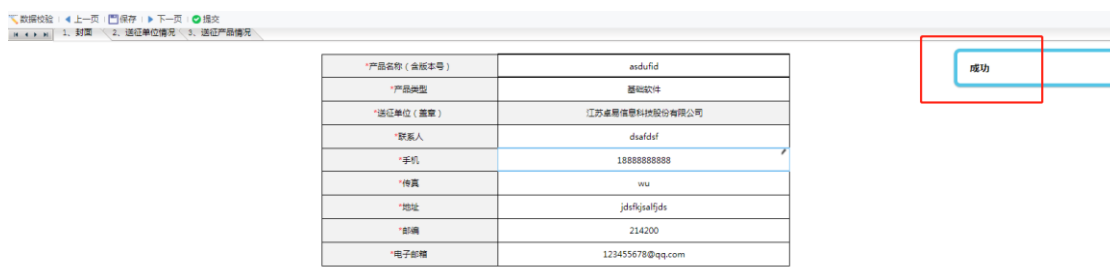 数据校验 上一页 保存 下一页 提交
1、封面 2、送征单位情况 3、送征产品情况
*产品名称（含版本号） asdufid
成功
*产品类型 基础软件
*送征单位（盖章） 江苏卓易信息科技股份有限公司
*联系人 dsafdsf
*手机 18888888888
*传真 wu
*地址 jdsfkjsalfjds
*邮编 214200
*电子邮箱 123455678@qq.com